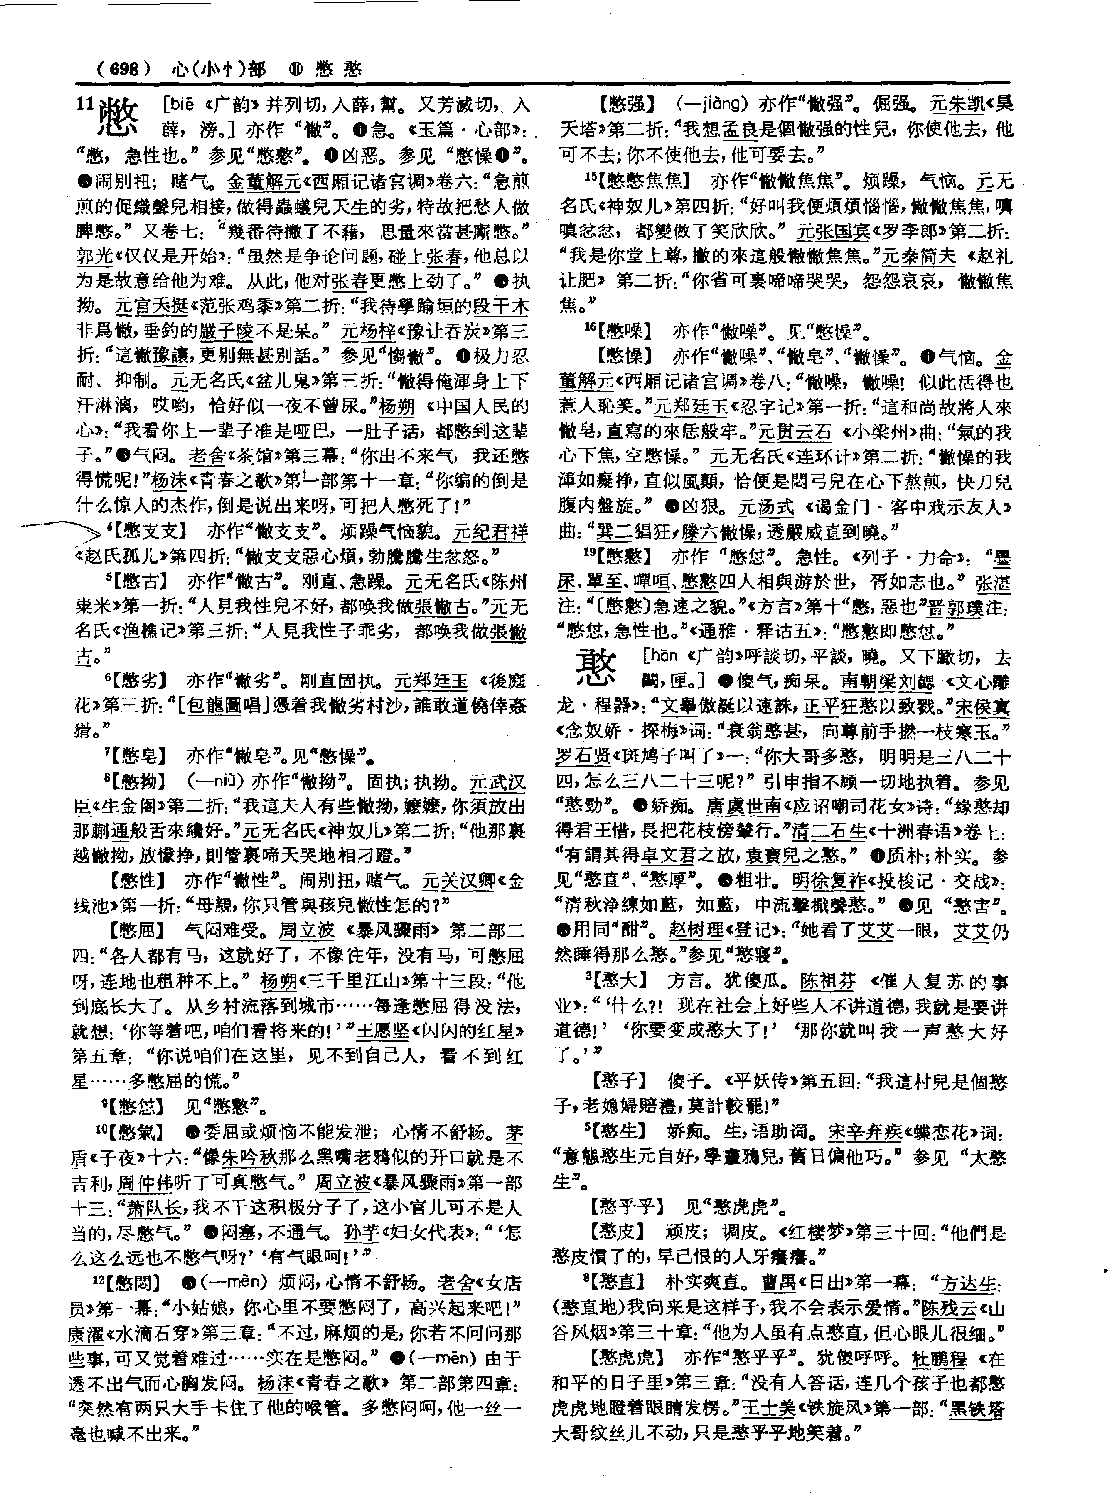 （698） 心(小忄)部 ⑪ 憋 憨
11憋 [biē 《广韵》并列切,入薛,幫。又芳滅切,入
薛，滂。] 亦作“憿”。❶急。《玉篇·心部》:
“憋，急性也。” 参见“憋憋”。 ❷凶恶。参见 “憋懆❷”。
❸闹别扭；赌气。金董解元《西厢记诸宫调》卷六:“急煎
煎的促織聲兒相接,做得蟲蟻兒天生的劣,特故把愁人做
脾憋。” 又卷七: “幾番待撇了不藉，思量來當甚厮憋。”
郭光《仅仅是开始》:“虽然是争论问题,碰上张春,他总以
为是故意给他为难。从此,他对张春更憋上劲了。” ❹执
拗。元宫天挺《范张鸡黍》第二折:“我待學踰垣的段干木
非爲憋,垂釣的嚴子陵不是呆。” 元杨梓《豫让吞炭》第三
折:“這憋豫讓,更别無甚别話。” 参见“㑳憋”。❺极力忍
耐、抑制。元无名氏《盆儿鬼》第三折:“憋得俺渾身上下
汗淋漓，哎哟，恰好似一夜不曾尿。”杨朔《中国人民的
心》:“我看你上一辈子准是哑巴，一肚子话，都憋到这辈
子。”❻气闷。老舍《茶馆》第三幕:“你出不来气，我还憋
得慌呢!”杨沫《青春之歌》第一部第十一章:“你编的倒是
什么惊人的杰作,倒是说出来呀,可把人憋死了!”
4【憋支支】 亦作“憋支支”。烦躁气恼貌。元纪君祥
《赵氏孤儿》第四折:“憋支支惡心煩,勃騰騰生忿怒。”
5【憋古】 亦作“憋古”。刚直、急躁。元无名氏《陈州
粜米》第一折:“人見我性兒不好,都唤我做張憋古。”元无
名氏《渔樵记》第三折:“人見我性子乖劣，都唤我做張憋
古。”
6【憋劣】 亦作“憋劣”。刚直固执。元郑廷玉《後庭
花》第三折:“[包龍圖唱]憑着我憋劣村沙,誰敢道僥倖姦
猾。”
7【憋皂】 亦作“憋皂”。见“憋懆”。
8【憋拗】 (—niù) 亦作“憋拗”。固执;执拗。元武汉
臣《生金阁》第二折:“我這夫人有些憋拗,嬤嬤,你須放出
那蒯通般舌來纔好。”元无名氏《神奴儿》第二折:“他那裏
越憋拗,放懞掙,則管裏啼天哭地相刁蹬。”
【憋性】 亦作“憋性”。闹别扭,赌气。元关汉卿《金
线池》第一折:“母親,你只管與孩兒憋性怎的?”
【憋屈】 气闷难受。周立波《暴风骤雨》第二部二
四:“各人都有马，这就好了，不像往年，没有马，可憋屈
呀,连地也租种不上。” 杨朔《三千里江山》第十三段:“他
到底长大了。从乡村流落到城市……每逢憋屈得没法,
就想:‘你等着吧,咱们看将来的!’”王愿坚《闪闪的红星》
第五章: “你说咱们在这里，见不到自己人，看不到红
星……多憋屈的慌。”
9【憋怤】 见“憋憋”。
10【憋氣】 ❶委屈或烦恼不能发泄；心情不舒畅。茅
盾《子夜》十六:“像朱吟秋那么黑嘴老鸦似的开口就是不
吉利,周仲伟听了可真憋气。” 周立波《暴风骤雨》第一部
十三:“萧队长,我不干这积极分子了,这小官儿可不是人
当的,尽憋气。” ❷闷塞,不通气。孙芋《妇女代表》:“‘怎
么这么远也不憋气呀?’‘有气眼呵!’”
12【憋悶】 ❶(—mēn) 烦闷,心情不舒畅。老舍《女店
员》第一幕:“小姑娘，你心里不要憋闷了，高兴起来吧!”
康濯《水滴石穿》第三章:“不过,麻烦的是,你若不问问那
些事,可又觉着难过……实在是憋闷。” ❷(—mēn) 由于
透不出气而心胸发闷。杨沫《青春之歌》第二部第四章:
“突然有两只大手卡住了他的喉管。多憋闷呵,他一丝一
毫也喊不出来。”
【憋强】 (—jiàng) 亦作“憋强”。倔强。元朱凯《昊
天塔》第二折:“我想孟良是個憋强的性兒，你使他去，他
可不去;你不使他去,他可要去。”
15【憋憋焦焦】 亦作“憋憋焦焦”。烦躁，气恼。元无
名氏《神奴儿》第四折:“好叫我便煩煩惱惱,憋憋焦焦,嗔
嗔忿忿，都變做了笑欣欣。” 元张国宾《罗李郎》第二折:
“我是你堂上尊,撇的來這般憋憋焦焦。”元秦简夫《赵礼
让肥》第二折:“你省可裏啼啼哭哭，怨怨哀哀，憋憋焦
焦。”
16【憋噪】 亦作“憋噪”。见“憋懆”。
【憋懆】 亦作“憋噪”、“憋皂”、“憋懆”。❶气恼。金
董解元《西厢记诸宫调》卷八:“憋噪，憋噪! 似此活得也
惹人恥笑。”元郑廷玉《忍字记》第一折:“這和尚故將人來
憋皂,直寫的來恁般牢。”元贯云石《小梁州》曲:“氣的我
心下焦,空憋懆。” 元无名氏《连环计》第二折:“憋懆的我
渾如癡掙,直似風顛，恰便是悶弓兒在心下熬煎，快刀兒
腹内盤旋。” ❷凶狠。元汤式《谒金门·客中戏示友人》
曲:“巽二猖狂,滕六憋懆,透嚴威直到曉。”
19【憋憋】 亦作 “憋怤”。急性。《列子·力命》: “墨
杘、單至、嘽咺、憋憋四人相與游於世，胥如志也。” 张湛
注:“[憋憋]急速之貌。”《方言》第十“憋,惡也”晋郭璞注:
“憋怤,急性也。”《通雅·释诂五》:“憋憋即憋怤。”
憨 [hān 《广韵》呼談切,平談，曉。又下瞰切，去
闞,匣。] ❶傻气,痴呆。南朝梁刘勰《文心雕
龙·程器》:“文舉傲誕以速誅,正平狂憨以致戮。”宋侯寘
《念奴娇·探梅》词:“衰翁憨甚，向尊前手撚一枝寒玉。”
罗石贤《斑鸠子叫了》一:“你大哥多憨，明明是三八二十
四,怎么三八二十三呢?” 引申指不顾一切地执着。参见
“憨勁”。 ❷娇痴。唐虞世南《应诏嘲司花女》诗:“緣憨却
得君王惜,長把花枝傍輦行。”清二石生《十洲春语》卷上:
“有謂其得卓文君之放,袁寶兒之憨。” ❸质朴;朴实。参
见“憨直”、“憨厚”。 ❹粗壮。明徐复祚《投梭记·交战》:
“清秋净練如藍，如藍，中流擊檝聲憨。” ❺见 “憨害”。
❻用同“酣”。赵树理《登记》:“她看了艾艾一眼，艾艾仍
然睡得那么憨。”参见“憨寢”。
3【憨大】 方言。犹傻瓜。陈祖芬《催人复苏的事
业》:“‘什么?! 现在社会上好些人不讲道德,我就是要讲
道德!’ ‘你要变成憨大了!’ ‘那你就叫我一声憨大好
了。’”
【憨子】 傻子。《平妖传》第五回:“我這村兒是個憨
子,老媳婦賠禮,莫計較罷!”
5【憨生】 娇痴。生,语助词。宋辛弃疾《蝶恋花》词:
“意態憨生元自好,學畫鴉兒,舊日偏他巧。” 参见 “太憨
生”。
【憨乎乎】 见“憨虎虎”。
【憨皮】 顽皮；调皮。《红楼梦》第三十回:“他們是
憨皮慣了的,早已恨的人牙癢癢。”
8【憨直】 朴实爽直。曹禺《日出》第一幕: “方达生:
(憨直地)我向来是这样子,我不会表示爱情。”陈残云《山
谷风烟》第三十章:“他为人虽有点憨直,但心眼儿很细。”
【憨虎虎】 亦作“憨乎乎”。犹傻呼呼。杜鹏程《在
和平的日子里》第三章:“没有人答话,连几个孩子也都憨
虎虎地瞪着眼睛发楞。”王士美《铁旋风》第一部:“黑铁塔
大哥纹丝儿不动,只是憨乎乎地笑着。”